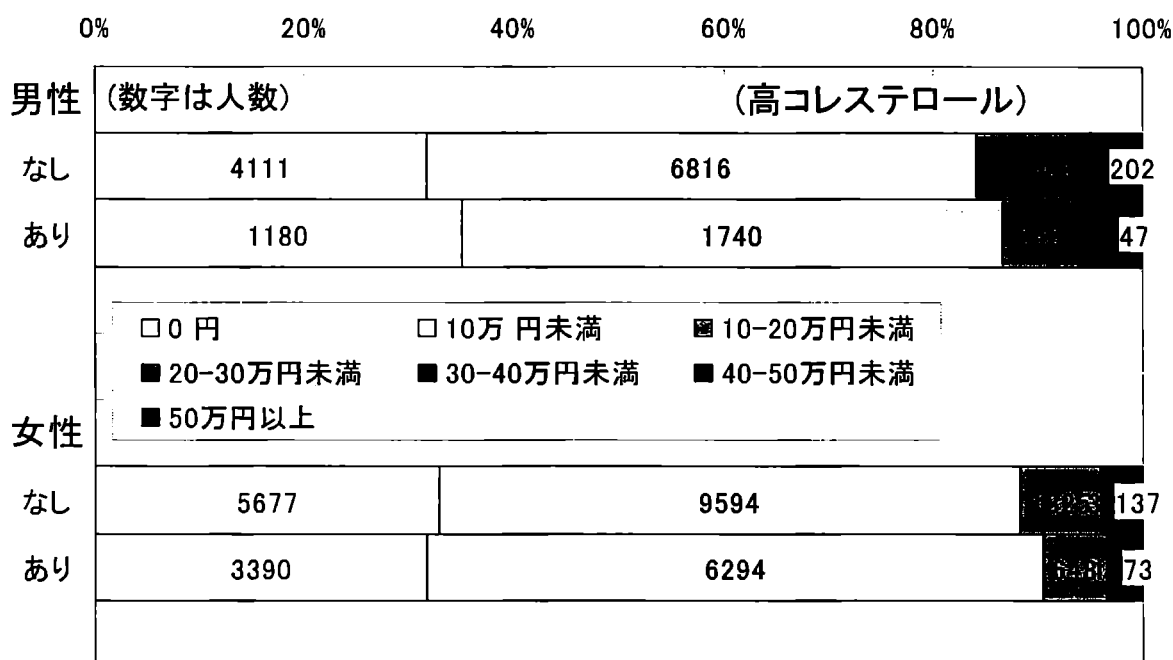 0% 20% 40% 60% 80% 100%
男性 (数字は人数) (高コレステロール)
なし 4111 6816 202
あり 1180 1740 47
□0 円 □10万 円未満 ▩10-20万円未満
■20-30万円未満 ■30-40万円未満 ■40-50万円未満
■50万円以上
女性
なし 5677 9594 137
あり 3390 6294 648 73